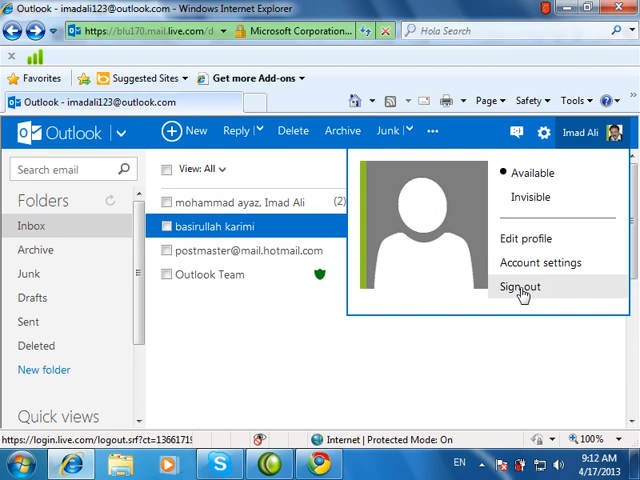 Outlook - imadali123@outlook.com - Windows Internet Explorer
https://blu170.mail.live.com/d
Microsoft Corporation...
Hola Search
x
Favorites
Suggested Sites
Get more Add-ons
Outlook - imadali123@outlook.com
Page
Safety
Tools
Outlook
New
Reply
Delete
Archive
Junk
...
Imad Ali
Search email
View: All
Folders
Inbox
Archive
Junk
Drafts
Sent
Deleted
New folder
Quick views
mohammad ayaz, Imad Ali (2)
basirullah karimi
postmaster@mail.hotmail.com
Outlook Team
Available
Invisible
Edit profile
Account settings
Sign out
https://login.live.com/logout.srf?ct=1366171
Internet | Protected Mode: On
100%
EN
9:12 AM
4/17/2013